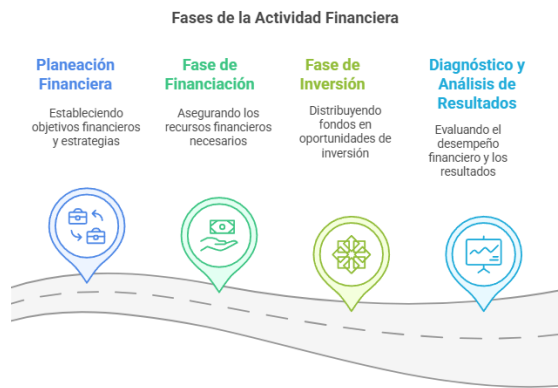 Fases de la Actividad Financiera
Planeación
Financiera
Estableciendo
objetivos financieros
y estrategias
Fase de
Financiación
Asegurando los
recursos financieros
necesarios
Fase de
Inversión
Distribuyendo
fondos en
oportunidades de
inversión
Diagnóstico y
Análisis de
Resultados
Evaluando el
desempeño
financiero y los
resultados